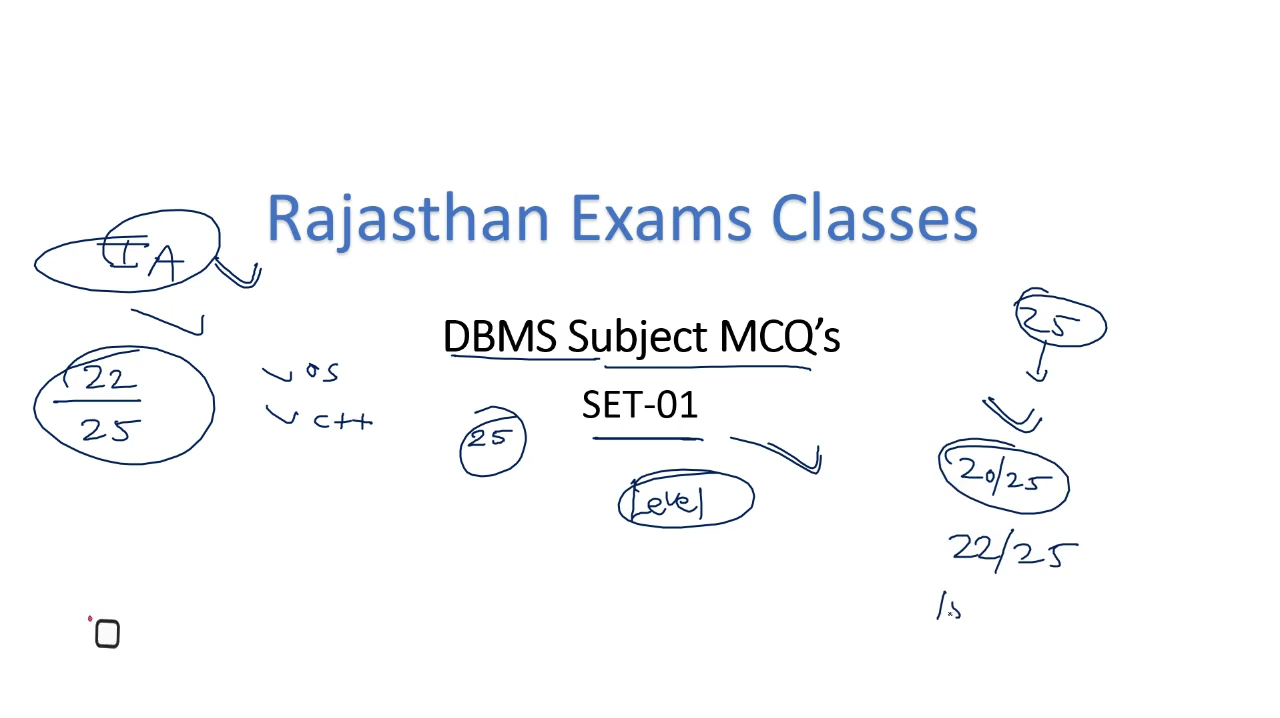 Rajasthan Exams Classes
IA
DBMS Subject MCQ's
SET-01
22
25
OS
C++
25
Level
25
20/25
22/25